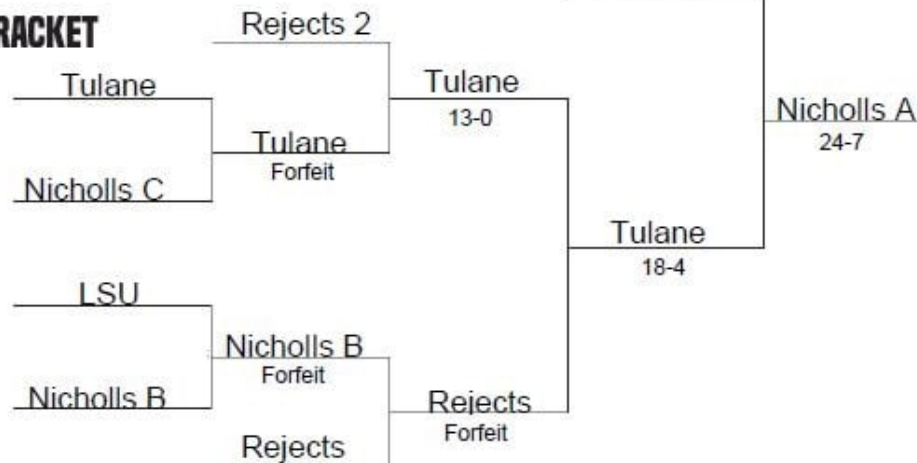 RACKET
Rejects 2
Tulane
Tulane
13-0
Nicholls A
24-7
Tulane
Forfeit
Nicholls C
Tulane
18-4
LSU
Nicholls B
Forfeit
Nicholls B
Rejects
Forfeit
Rejects